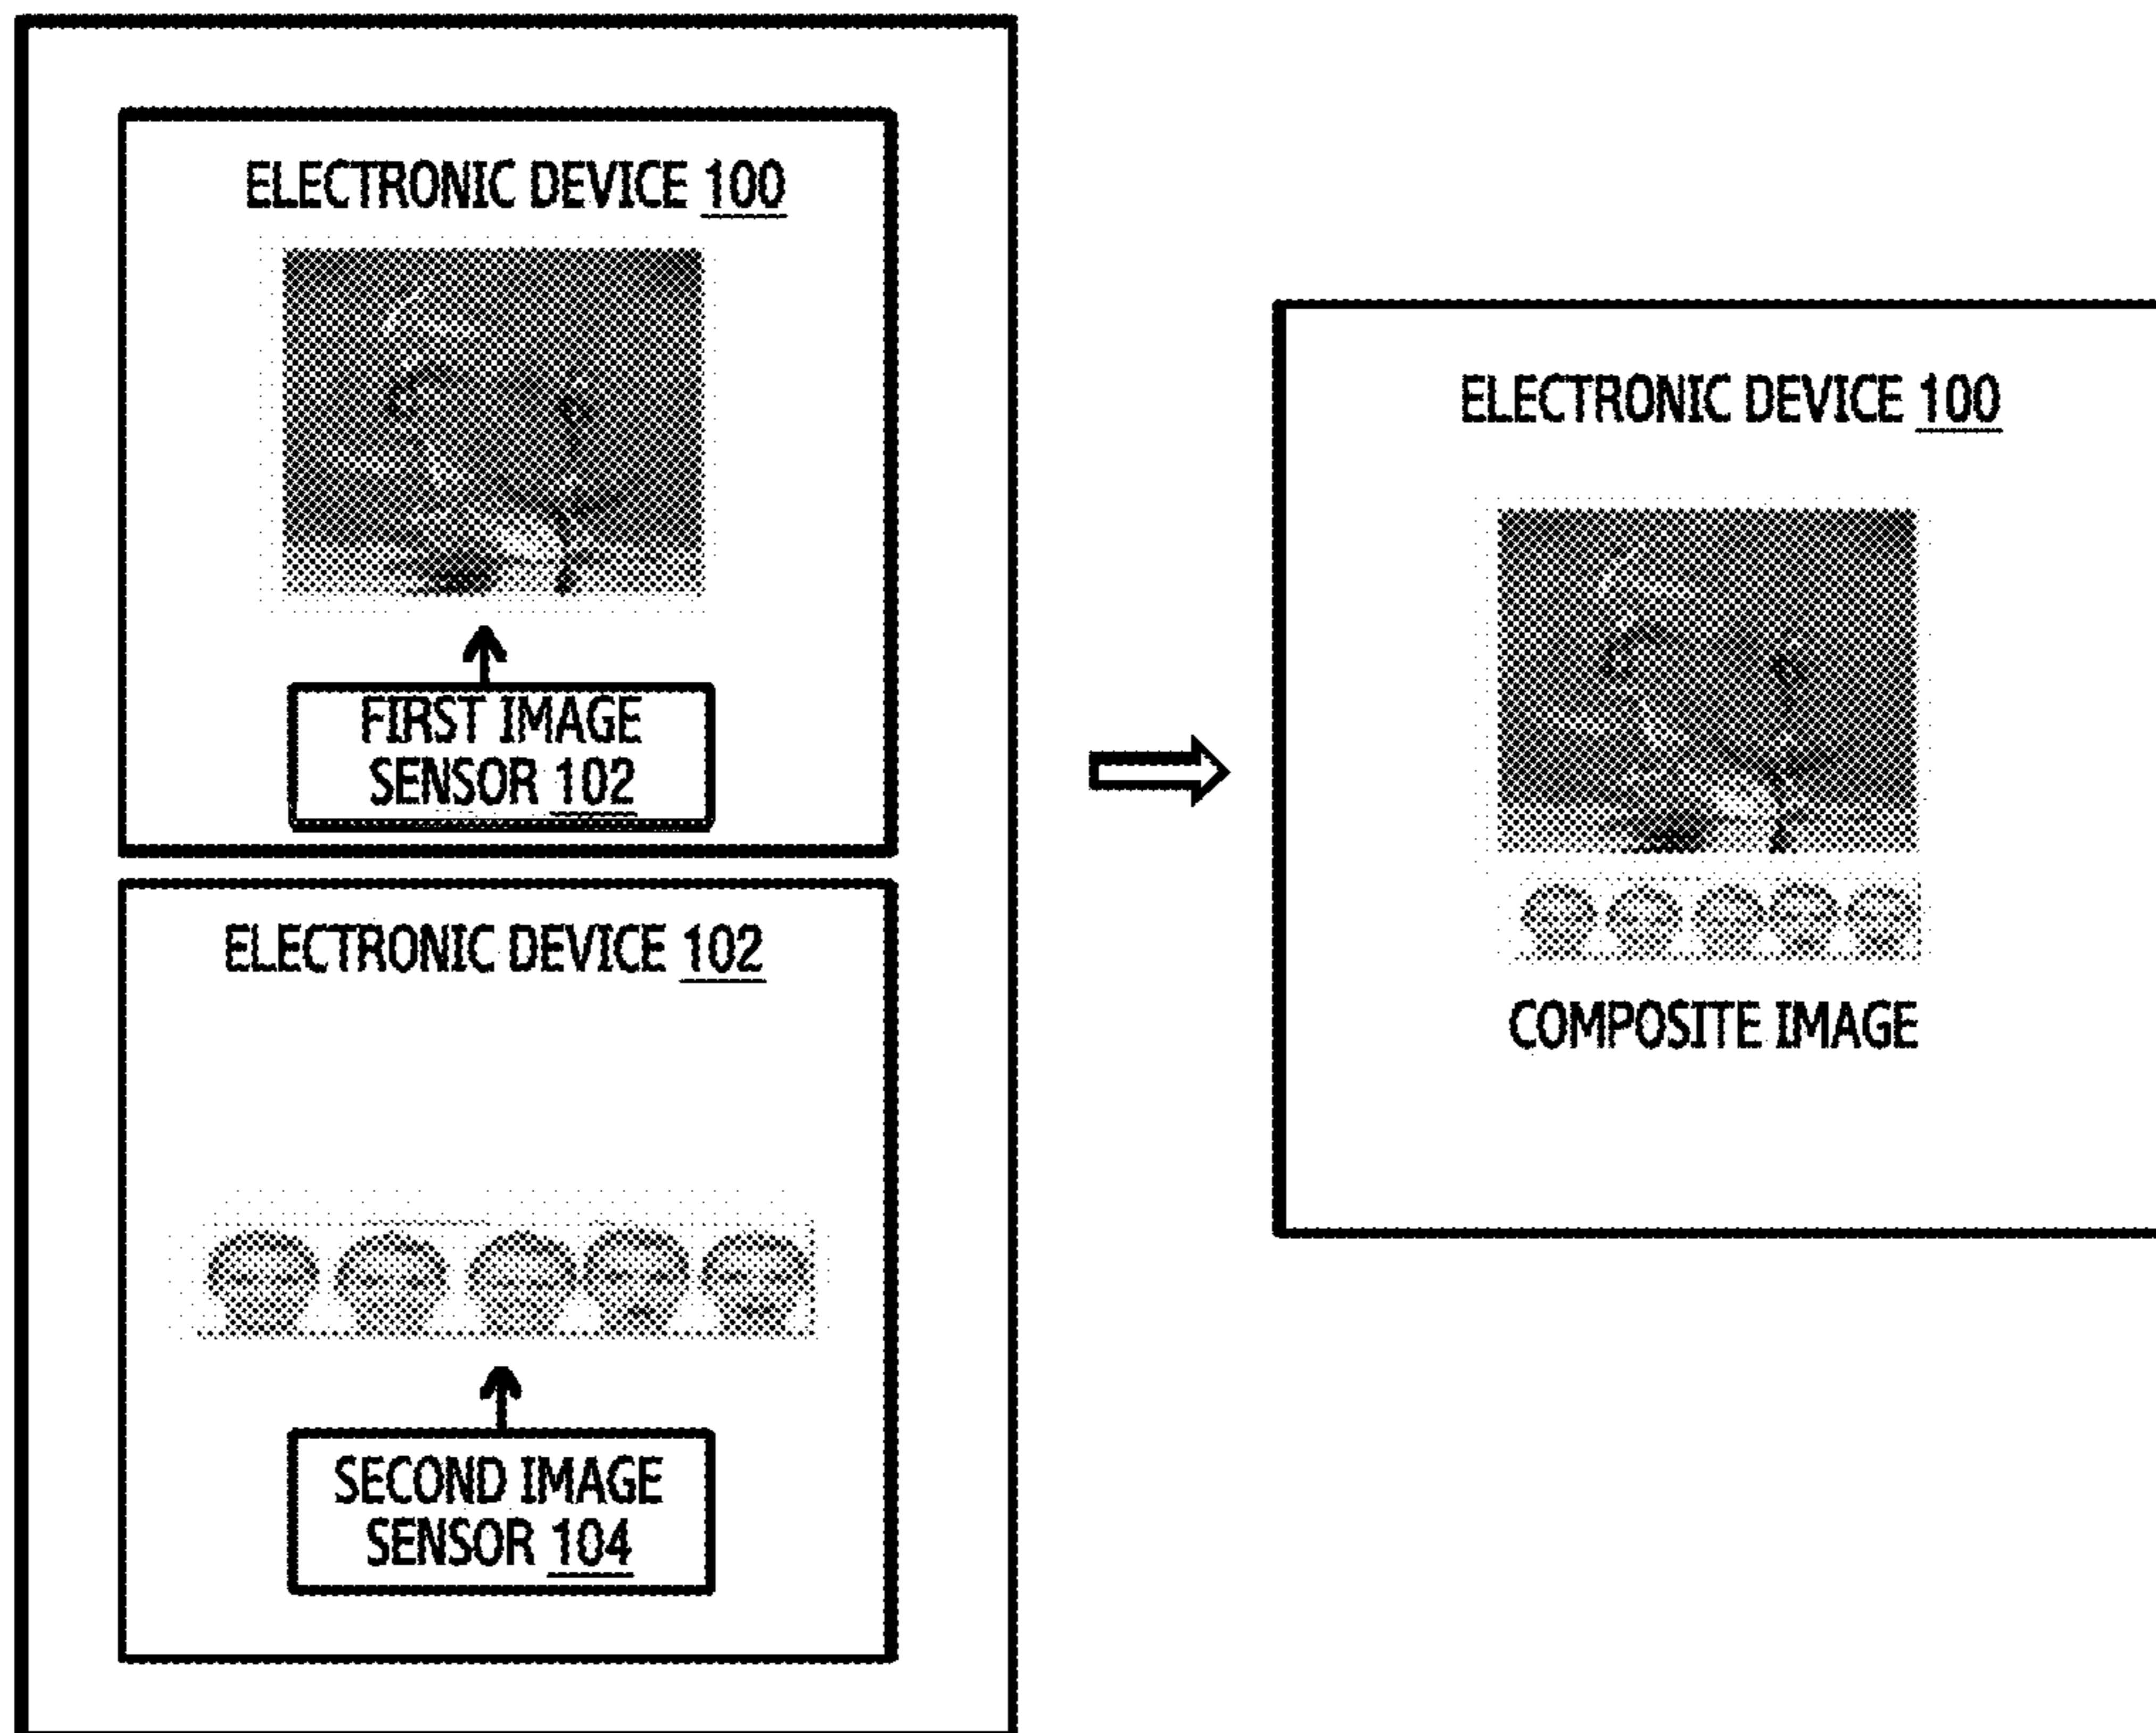 ELECTRONIC DEVICE 100
FIRST IMAGE
SENSOR 102
ELECTRONIC DEVICE 102
SECOND IMAGE
SENSOR 104
ELECTRONIC DEVICE 100
COMPOSITE IMAGE